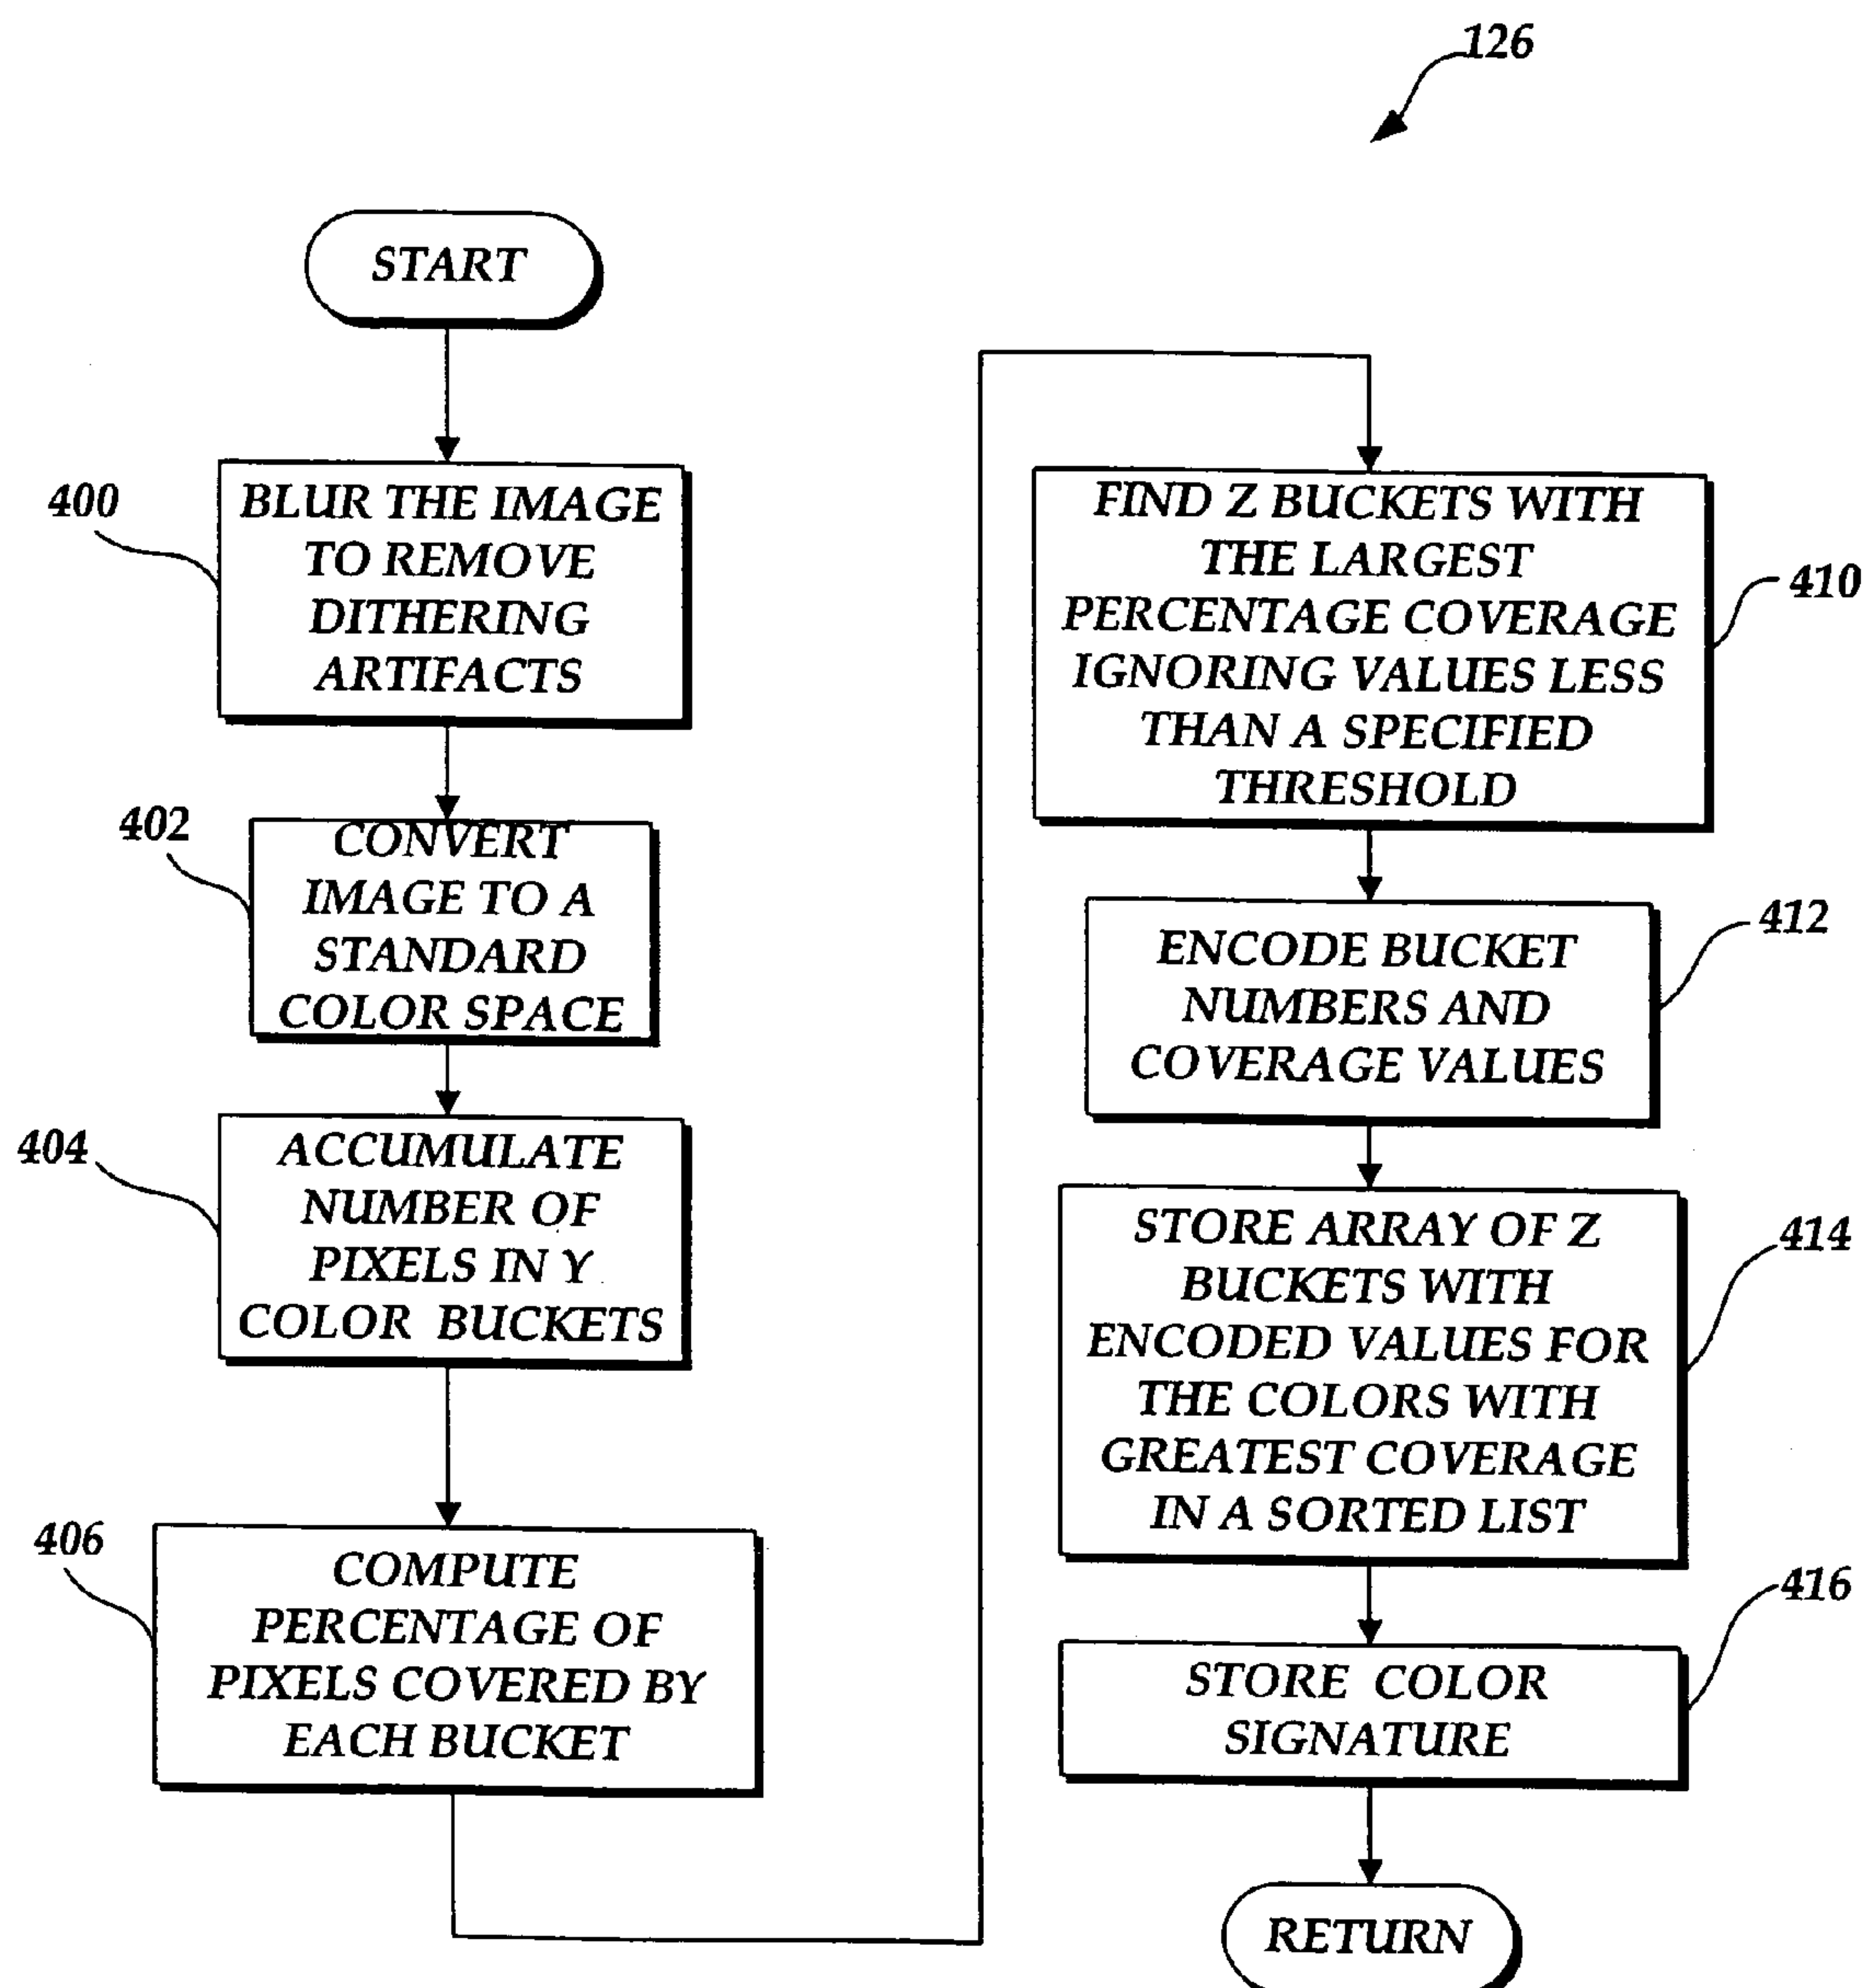 126
START
400
BLUR THE IMAGE
TO REMOVE
DITHERING
ARTIFACTS
402
CONVERT
IMAGE TO A
STANDARD
COLOR SPACE
404
ACCUMULATE
NUMBER OF
PIXELS IN Y
COLOR BUCKETS
406
COMPUTE
PERCENTAGE OF
PIXELS COVERED BY
EACH BUCKET
FIND Z BUCKETS WITH
THE LARGEST
PERCENTAGE COVERAGE
IGNORING VALUES LESS
THAN A SPECIFIED
THRESHOLD
410
ENCODE BUCKET
NUMBERS AND
COVERAGE VALUES
412
STORE ARRAY OF Z
BUCKETS WITH
ENCODED VALUES FOR
THE COLORS WITH
GREATEST COVERAGE
IN A SORTED LIST
414
STORE COLOR
SIGNATURE
416
RETURN